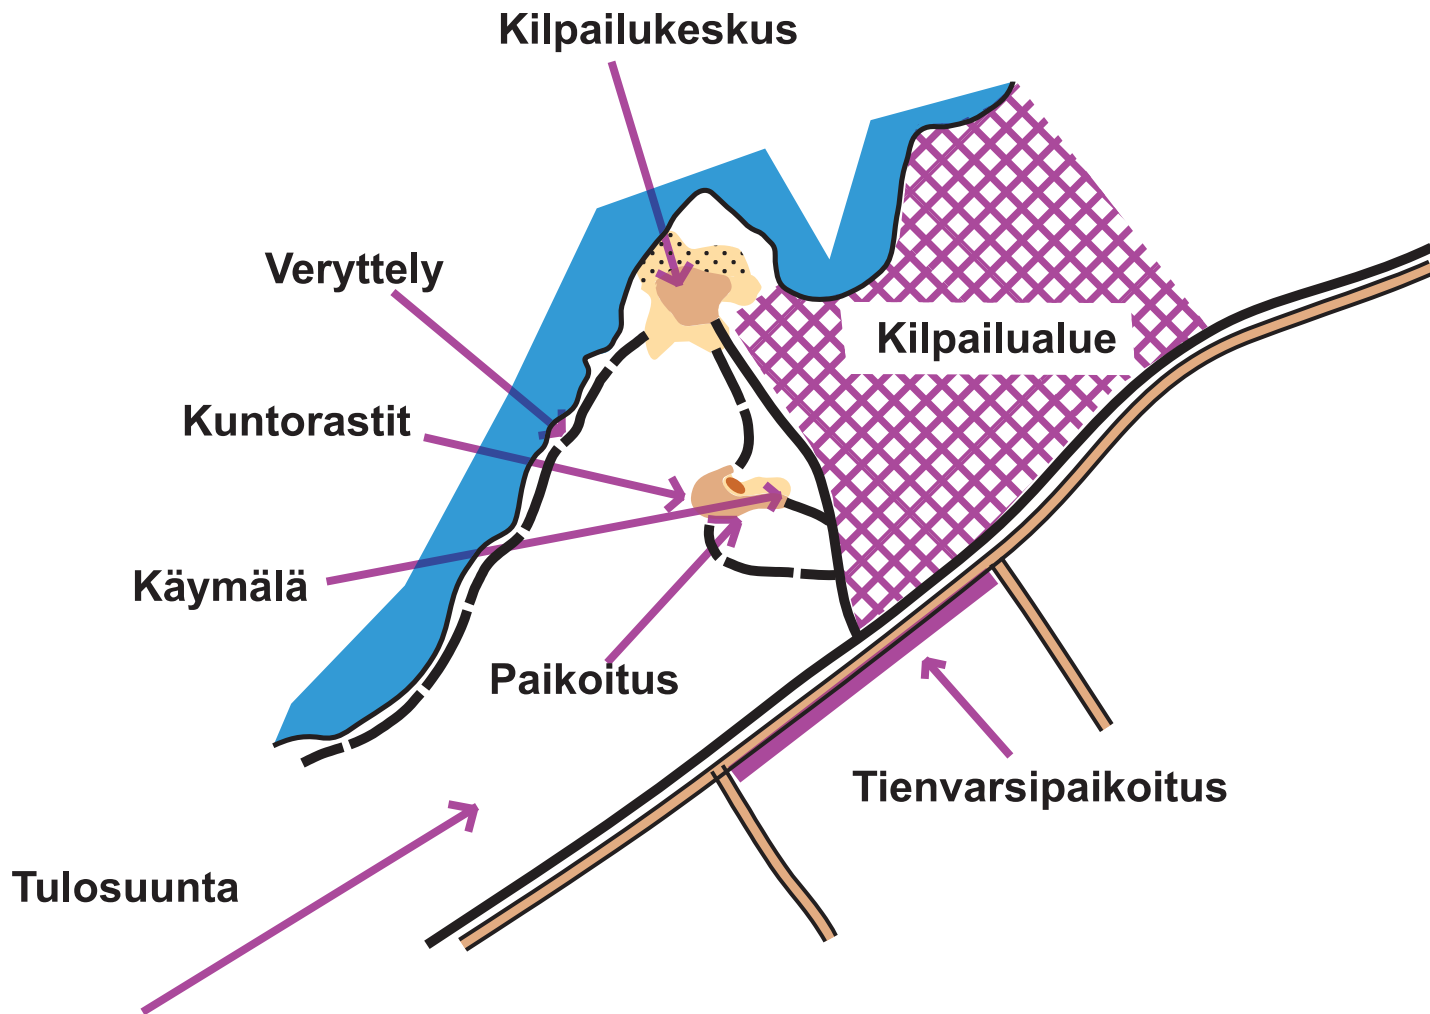 Kilpailukeskus
Veryttely
Kilpailualue
Kuntorastit
Käymälä
Paikoitus
Tienvarsipaikoitus
Tulosuunta